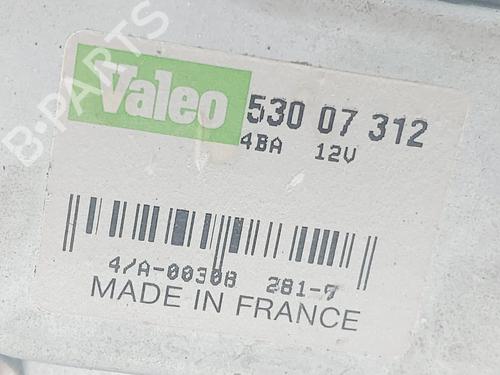 Valeo 530 07 312
4BA 12V
4/A-00308 281-7
MADE IN FRANCE
B-PARTS